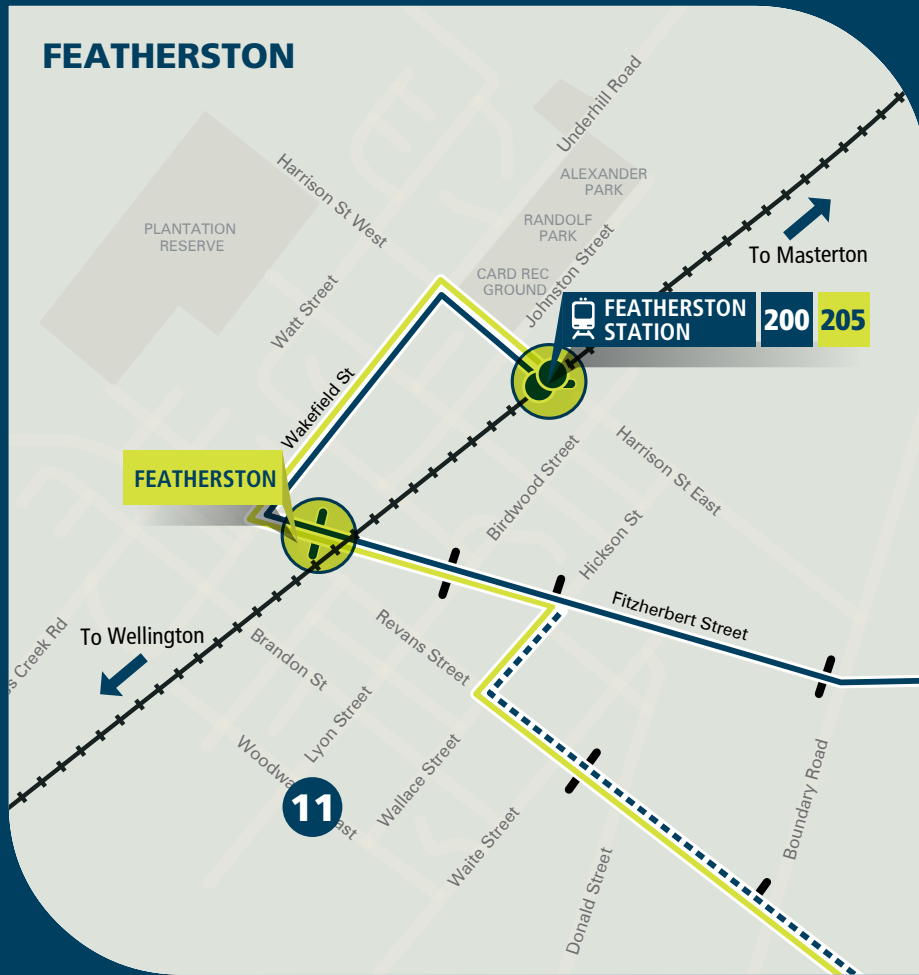 FEATHERSTON
Underhill Road
Harrison St West
ALEXANDER
PARK
PLANTATION
RESERVE
RANDOLF
PARK
Johnston Street
To Masterton
CARD REC
GROUND
Watt Street
FEATHERSTON
STATION
200
205
Wakefield St
Harrison St East
FEATHERSTON
Birdwood Street
Hickson St
Fitzherbert Street
Revans Street
To Wellington
Brandon St
Creek Rd
Lyon Street
Wallace Street
11
Boundary Road
Waite Street
Donald Street